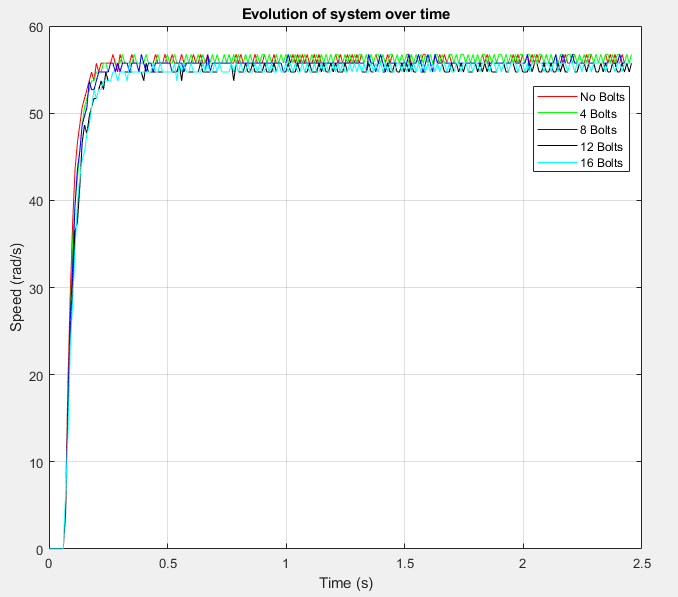 Evolution of system over time
60
50
40
30
20
10
0
Speed (rad/s)
No Bolts
4 Bolts
8 Bolts
12 Bolts
16 Bolts
0
0.5
1
1.5
2
2.5
Time (s)